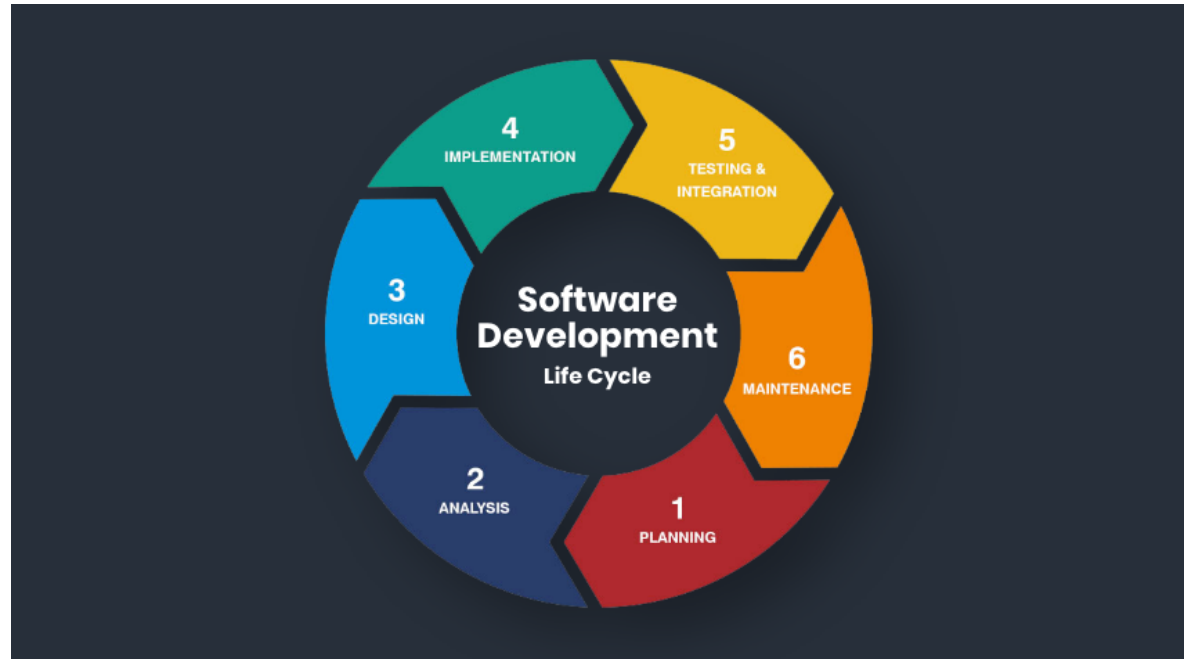 Software
Development
Life Cycle
1
PLANNING
2
ANALYSIS
3
DESIGN
4
IMPLEMENTATION
5
TESTING &
INTEGRATION
6
MAINTENANCE